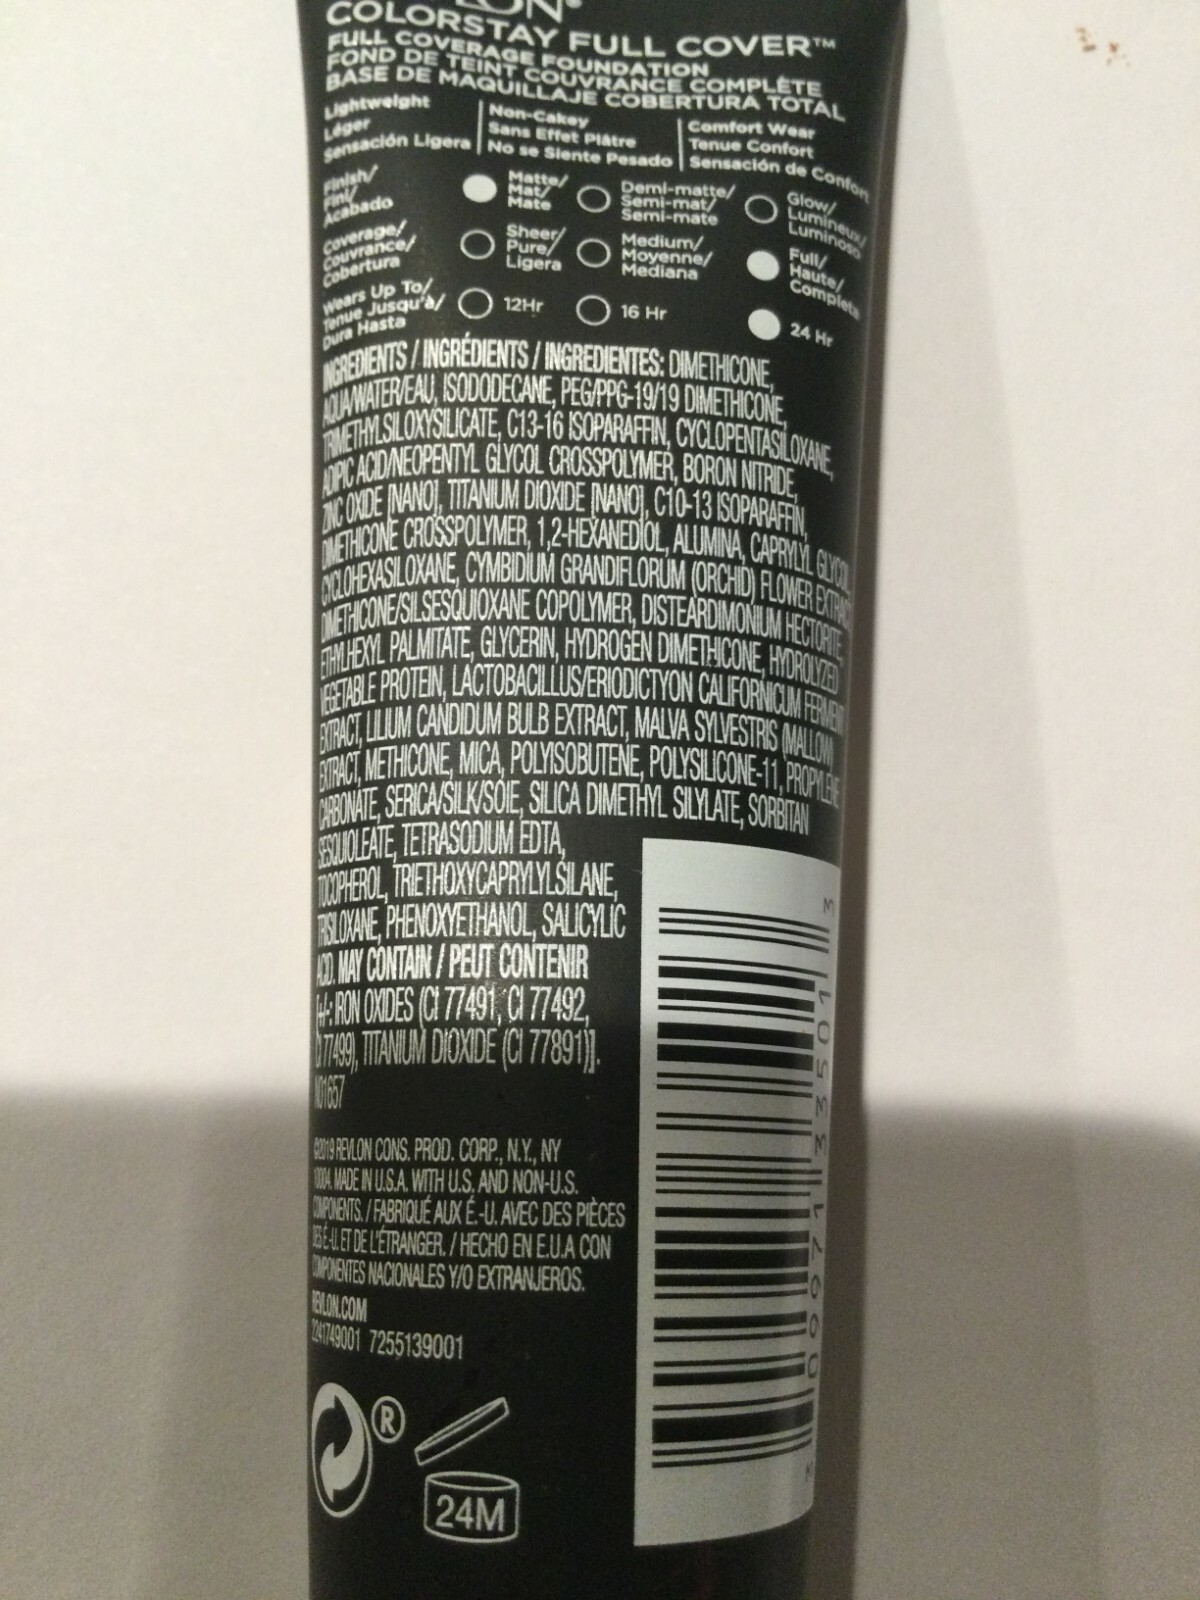 COLORSTAY FULL COVER™
FULL COVERAGE FOUNDATION
FOND DE TEINT COUVRANCE COMPLÈTE
BASE DE MAQUILLAJE COBERTURA TOTAL
Lightweight
Léger
Sensación Ligera
Non-Cakey
Sans Effet Plâtre
No se Siente Pesado
Comfort Wear
Tenue Confort
Sensación de Confort
Finish/
Fini/
Acabado
Matte/
Mat/
Mate
Demi-matte/
Semi-mat/
Semi-mate
Glow/
Lumineux/
Luminoso
Coverage/
Couvrance/
Cobertura
Sheer/
Pure/
Ligera
Medium/
Moyenne/
Mediana
Full/
Haute/
Completa
Wears Up To/
Tenue Jusqu'à/
Dura Hasta
12Hr
16 Hr
24 Hr
INGREDIENTS / INGRÉDIENTS / INGREDIENTES: DIMETHICONE,
AQUA/WATER/EAU, ISODODECANE, PEG/PPG-19/19 DIMETHICONE,
TRIMETHYLSILOXYSILICATE, C13-16 ISOPARAFFIN, CYCLOPENTASILOXANE,
ADIPIC ACID/NEOPENTYL GLYCOL CROSSPOLYMER, BORON NITRIDE,
ZINC OXIDE [NANO], TITANIUM DIOXIDE [NANO], C10-13 ISOPARAFFIN,
DIMETHICONE CROSSPOLYMER, 1,2-HEXANEDIOL, ALUMINA, CAPRYLYL GLYCOL,
CYCLOHEXASILOXANE, CYMBIDIUM GRANDIFLORUM (ORCHID) FLOWER EXTRACT,
DIMETHICONE/SILSESQUIOXANE COPOLYMER, DISTEARDIMONIUM HECTORITE,
ETHYLHEXYL PALMITATE, GLYCERIN, HYDROGEN DIMETHICONE, HYDROLYZED
VEGETABLE PROTEIN, LACTOBACILLUS/ERIODICTYON CALIFORNICUM FERMENT
EXTRACT, LILIUM CANDIDUM BULB EXTRACT, MALVA SYLVESTRIS (MALLOW)
EXTRACT, METHICONE, MICA, POLYISOBUTENE, POLYSILICONE-11, PROPYLENE
CARBONATE, SERICA/SILK/SOIE, SILICA DIMETHYL SILYLATE, SORBITAN
SESQUIOLEATE, TETRASODIUM EDTA,
TOCOPHEROL, TRIETHOXYCAPRYLYLSILANE,
TRISILOXANE, PHENOXYETHANOL, SALICYLIC
ACID. MAY CONTAIN / PEUT CONTENIR
[+/-: IRON OXIDES (CI 77491, CI 77492,
CI 77499), TITANIUM DIOXIDE (CI 77891)].
N01657
©2019 REVLON CONS. PROD. CORP., N.Y., NY
10004. MADE IN U.S.A. WITH U.S. AND NON-U.S.
COMPONENTS. / FABRIQUÉ AUX É.-U. AVEC DES PIÈCES
DES É.-U. ET DE L'ÉTRANGER. / HECHO EN E.U.A CON
COMPONENTES NACIONALES Y/O EXTRANJEROS.
REVLON.COM
2241749001 7255139001
®
24M
3 09971 33501 3